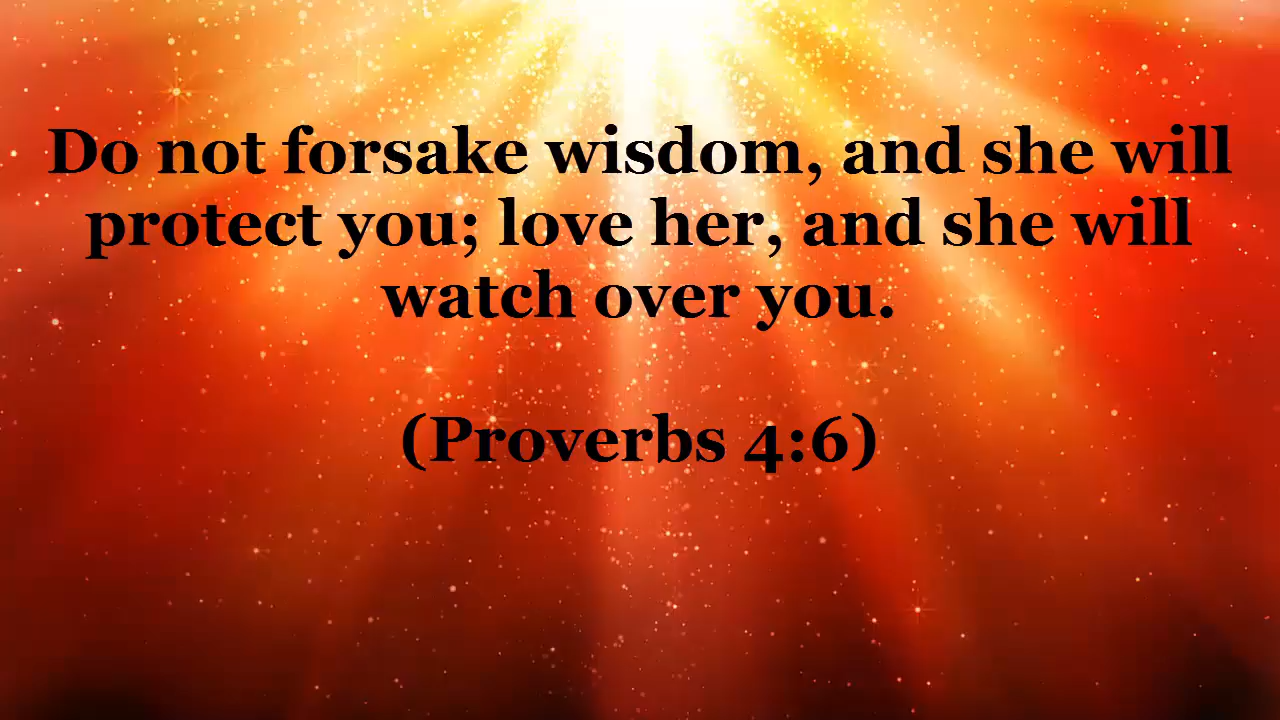 Do not forsake wisdom, and she will
protect you; love her, and she will
watch over you.
(Proverbs 4:6)